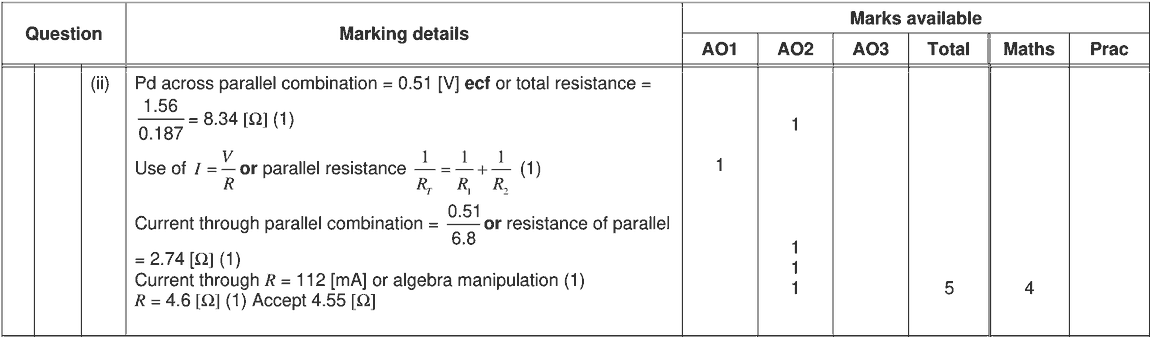 Question Marking details Marks available
AO1 AO2 AO3 Total Maths Prac
(ii) Pd across parallel combination = 0.51 [V] ecf or total resistance =
1.56/0.187 = 8.34 [Ω] (1) 1
Use of I = V/R or parallel resistance 1/R_T = 1/R_1 + 1/R_2 (1) 1
Current through parallel combination = 0.51/6.8 or resistance of parallel
= 2.74 [Ω] (1) 1
Current through R = 112 [mA] or algebra manipulation (1) 1
R = 4.6 [Ω] (1) Accept 4.55 [Ω] 1 5 4